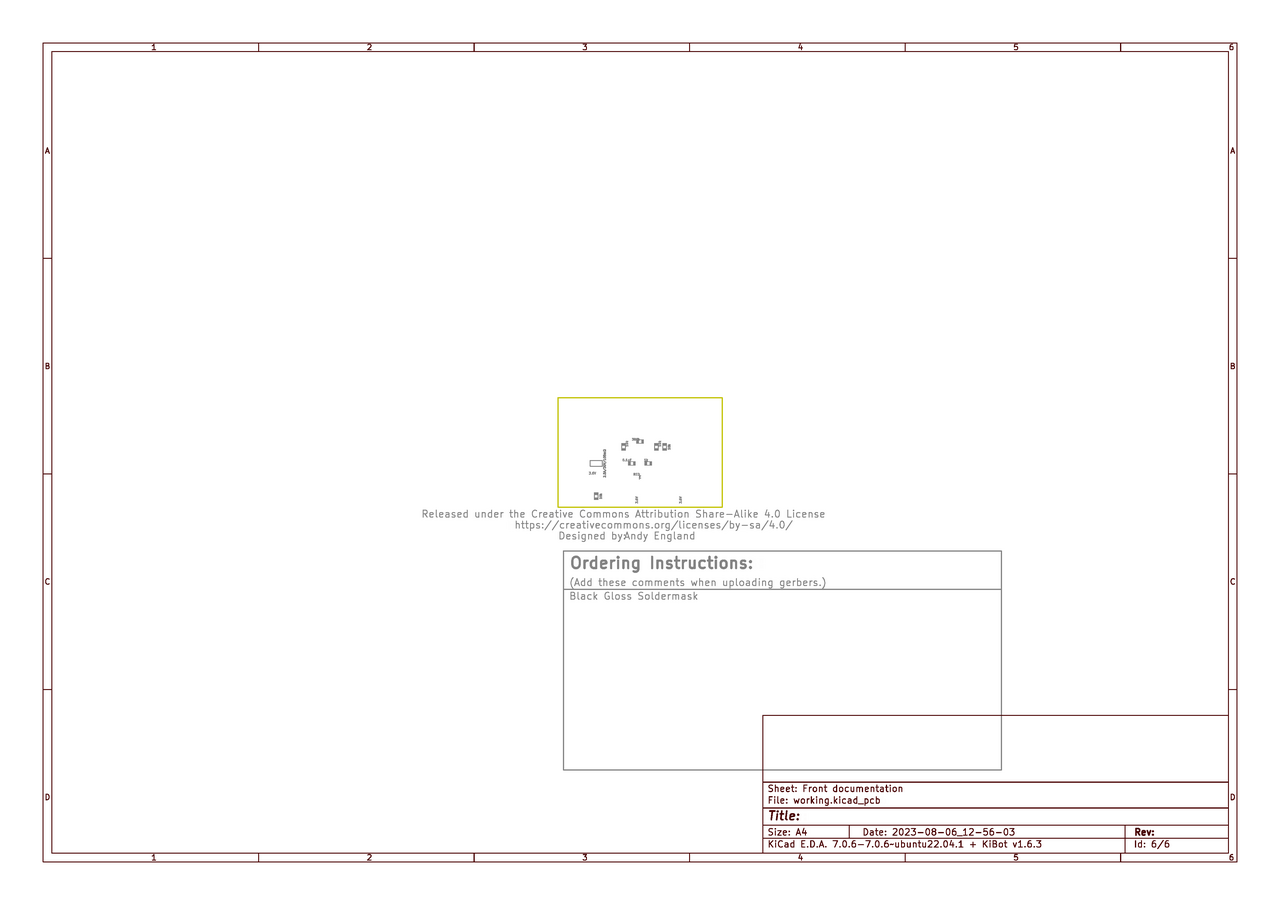 1 2 3 4 5 6
A A
B B
Released under the Creative Commons Attribution Share-Alike 4.0 License
https://creativecommons.org/licenses/by-sa/4.0/
Designed by:Andy England
Ordering Instructions:
(Add these comments when uploading gerbers.)
C C
Black Gloss Soldermask
Sheet: Front documentation
File: working.kicad_pcb
D D
Title:
Size: A4 Date: 2023-08-06_12-56-03 Rev:
KiCad E.D.A. 7.0.6-7.0.6~ubuntu22.04.1 + KiBot v1.6.3 Id: 6/6
1 2 3 4 5 6